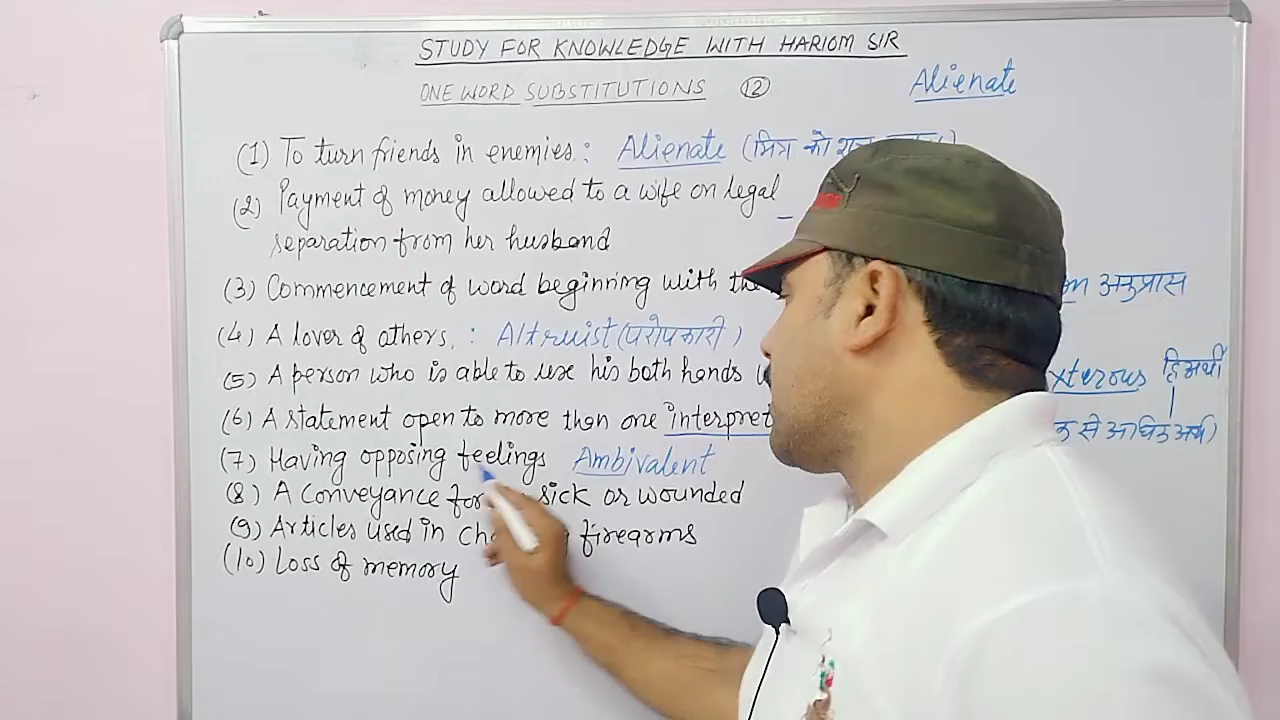 STUDY FOR KNOWLEDGE WITH HARIOM SIR
ONE WORD SUBSTITUTIONS 12
Alienate
(1) To turn friends in enemies : Alienate (मित्र को
(2) Payment of money allowed to a wife on legal
separation from her husband
(3) Commencement of word beginning with the अनुप्रास
(4) A lover of others. : Altruist (परोपकारी)
(5) A person who is able to use his both hands xterous
(6) A statement open to more than one interpret से अधिक अर्थ)
(7) Having opposing feelings Ambivalent
(8) A Conveyance for sick or wounded
(9) Articles used in firearms
(10) Loss of memory